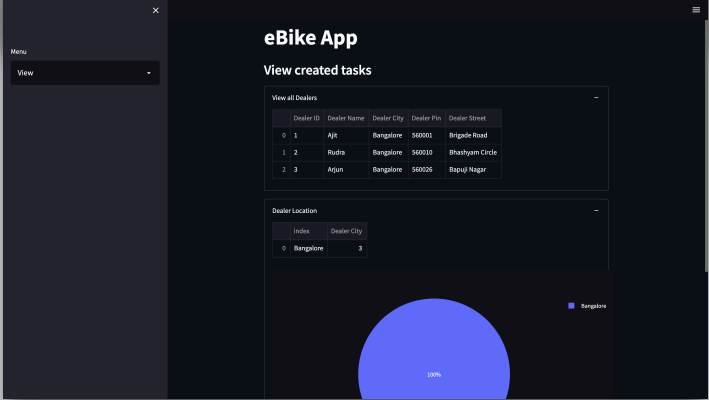 Menu
View
eBike App
View created tasks
View all Dealers
Dealer ID Dealer Name Dealer City Dealer Pin Dealer Street
0 1 Ajit Bangalore 560001 Brigade Road
1 2 Rudra Bangalore 560010 Bhashyam Circle
2 3 Arjun Bangalore 560026 Bapuji Nagar
Dealer Location
index Dealer City
0 Bangalore 3
Bangalore
100%